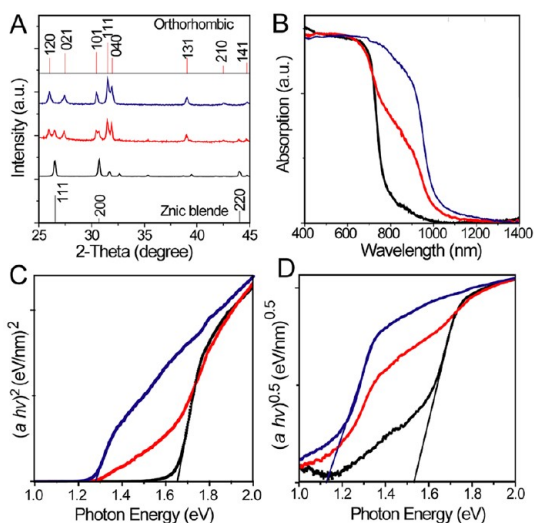 A
Orthorhombic
120
021
101
111
040
131
210
141
Intensity (a.u.)
111
200
220
Znic blende
25 30 35 40 45
2-Theta (degree)
B
Absorption (a.u.)
400 600 800 1000 1200 1400
Wavelength (nm)
C
(a hv)² (eV/nm)²
1.0 1.2 1.4 1.6 1.8 2.0
Photon Energy (eV)
D
(a hv)^0.5 (eV/nm)^0.5
1.0 1.2 1.4 1.6 1.8 2.0
Photon Energy (eV)